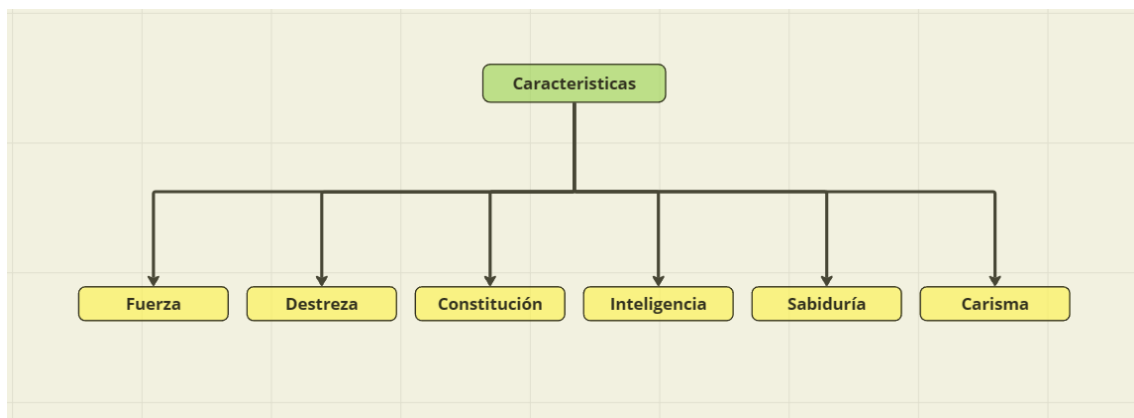 Caracteristicas
Fuerza
Destreza
Constitución
Inteligencia
Sabiduría
Carisma